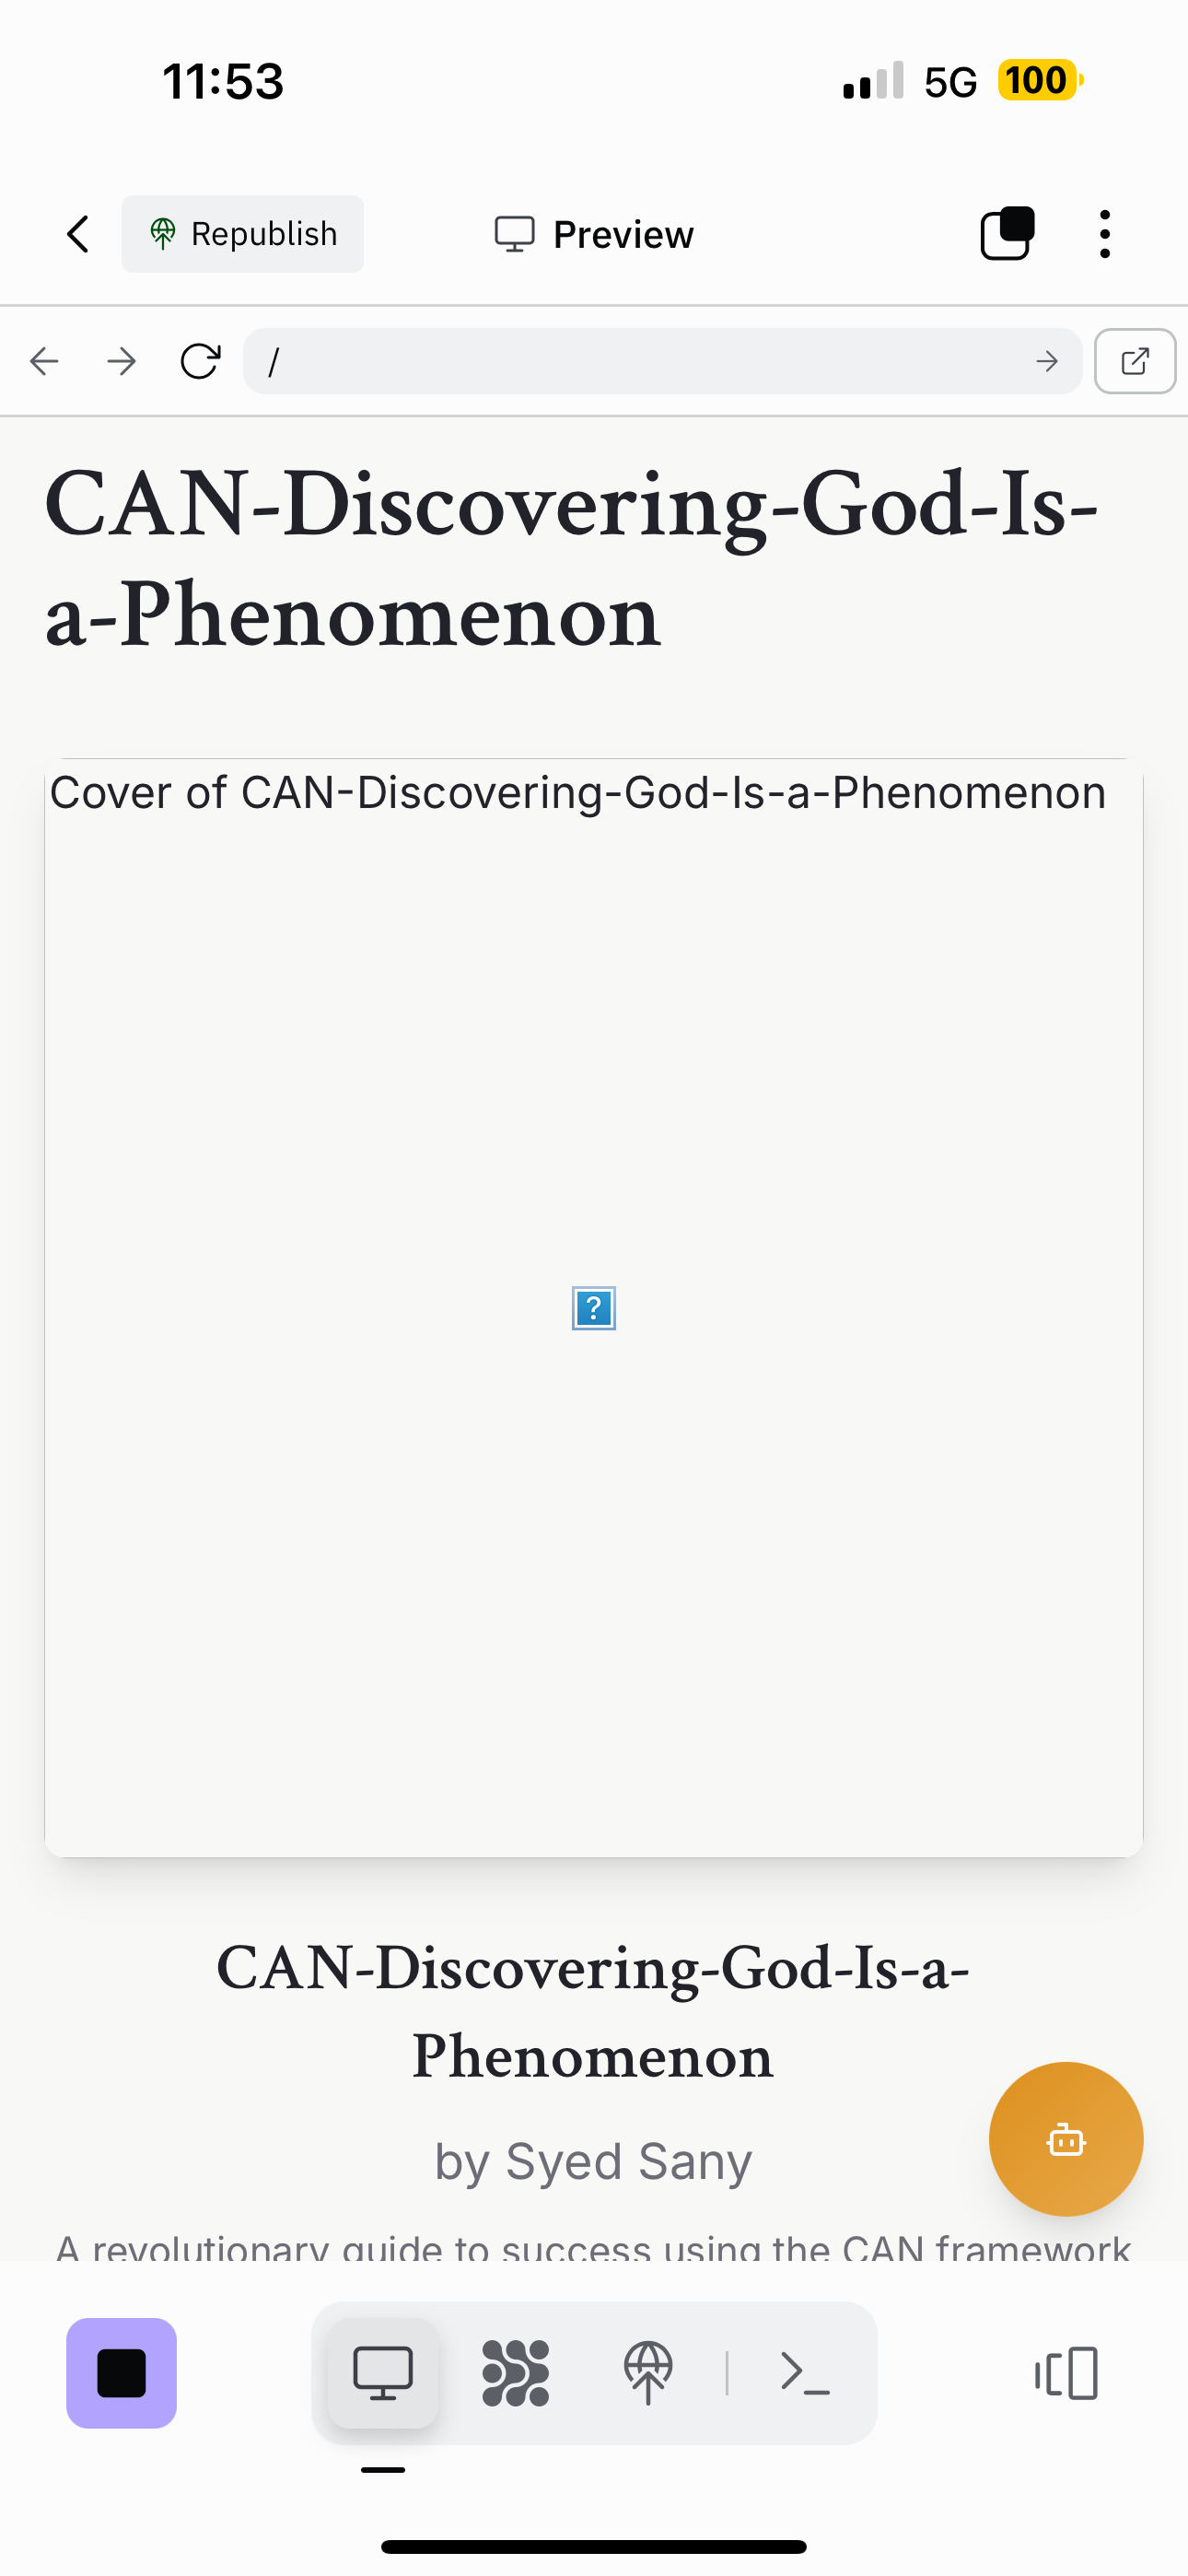 11:53
5G
100
Republish
Preview
/
CAN-Discovering-God-Is-
a-Phenomenon
Cover of CAN-Discovering-God-Is-a-Phenomenon
?
CAN-Discovering-God-Is-a-
Phenomenon
by Syed Sany
A revolutionary guide to success using the CAN framework